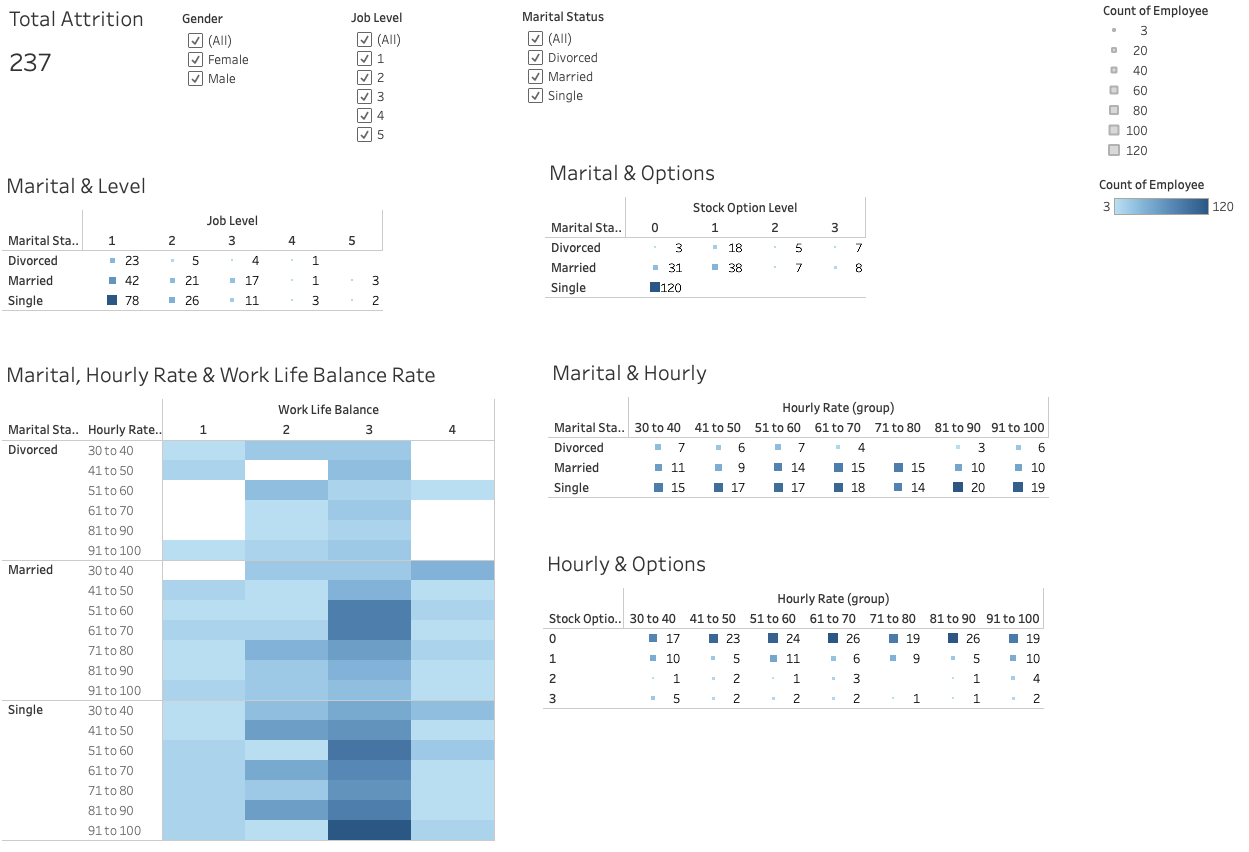 Total Attrition
237
Gender
(All)
Female
Male
Job Level
(All)
1
2
3
4
5
Marital Status
(All)
Divorced
Married
Single
Count of Employee
3
20
40
60
80
100
120
Count of Employee
3 120
Marital & Level
Job Level
Marital Sta.. 1 2 3 4 5
Divorced 23 5 4 1
Married 42 21 17 1 3
Single 78 26 11 3 2
Marital & Options
Stock Option Level
Marital Sta.. 0 1 2 3
Divorced 3 18 5 7
Married 31 38 7 8
Single 120
Marital, Hourly Rate & Work Life Balance Rate
Work Life Balance
Marital Sta.. Hourly Rate.. 1 2 3 4
Divorced 30 to 40
41 to 50
51 to 60
61 to 70
81 to 90
91 to 100
Married 30 to 40
41 to 50
51 to 60
61 to 70
71 to 80
81 to 90
91 to 100
Single 30 to 40
41 to 50
51 to 60
61 to 70
71 to 80
81 to 90
91 to 100
Marital & Hourly
Hourly Rate (group)
Marital Sta.. 30 to 40 41 to 50 51 to 60 61 to 70 71 to 80 81 to 90 91 to 100
Divorced 7 6 7 4 3 6
Married 11 9 14 15 15 10 10
Single 15 17 17 18 14 20 19
Hourly & Options
Hourly Rate (group)
Stock Optio.. 30 to 40 41 to 50 51 to 60 61 to 70 71 to 80 81 to 90 91 to 100
0 17 23 24 26 19 26 19
1 10 5 11 6 9 5 10
2 1 2 1 3 1 4
3 5 2 2 2 1 1 2